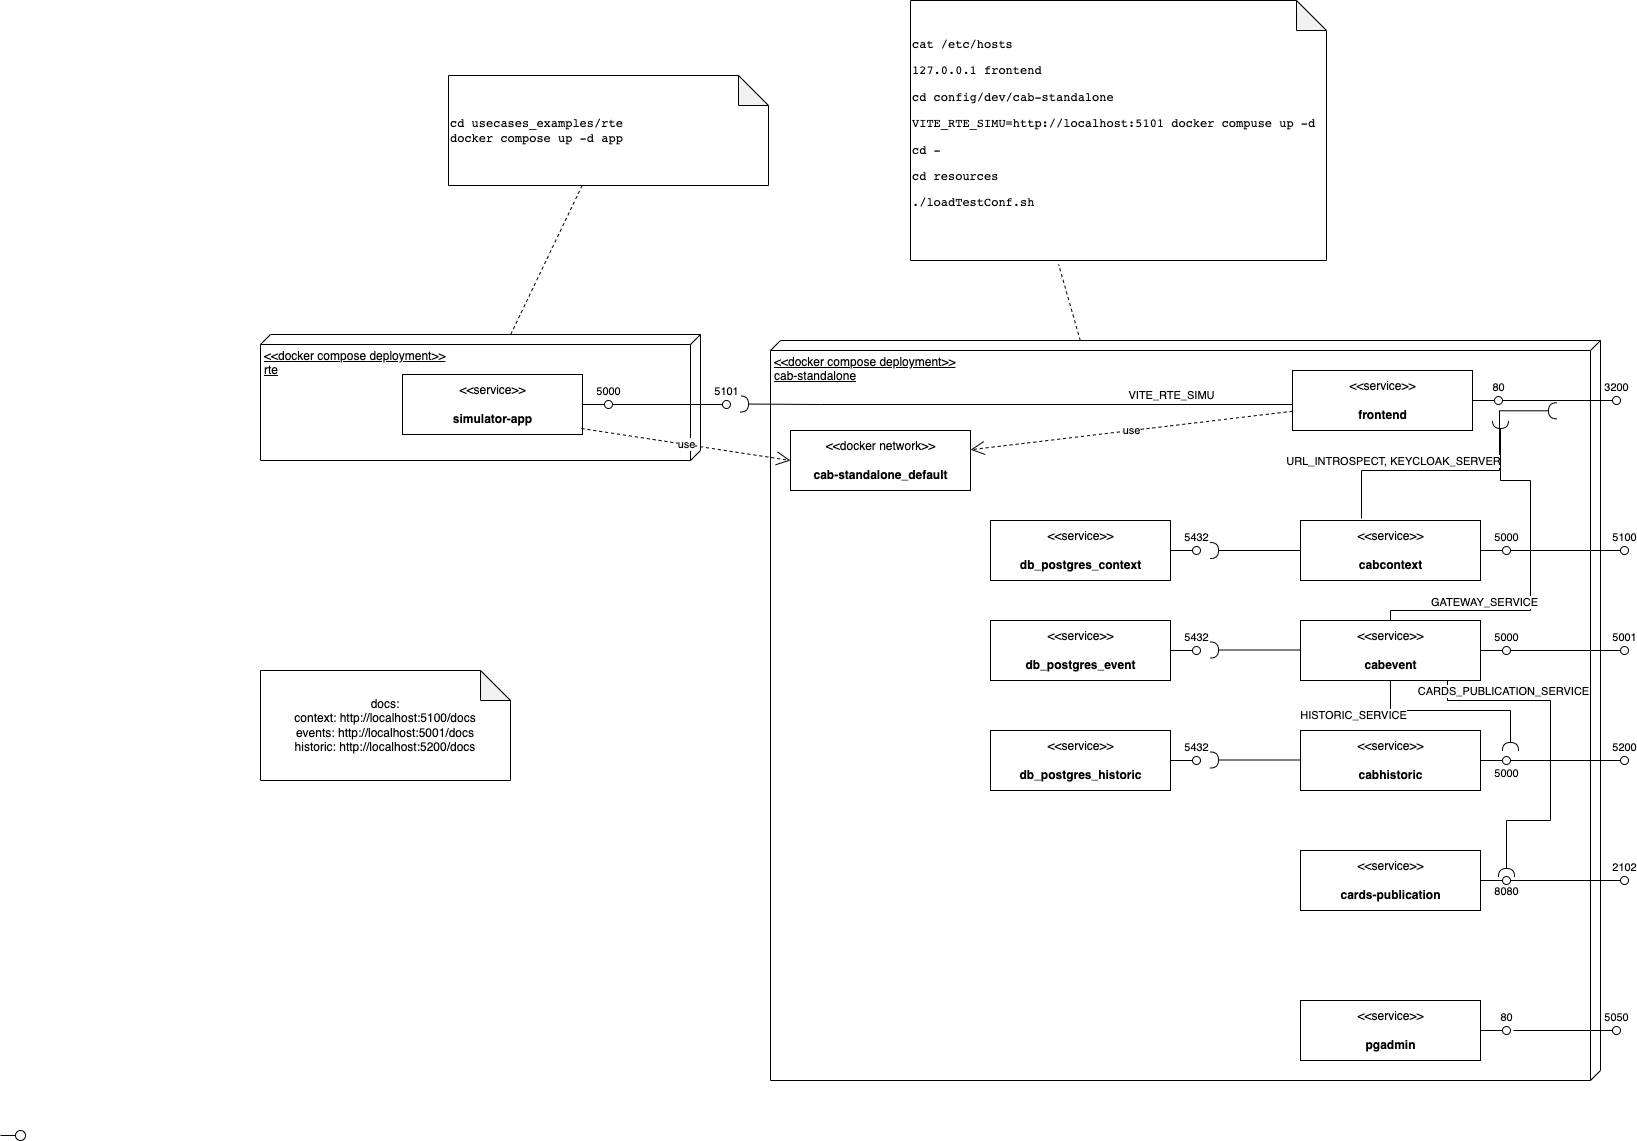 cat /etc/hosts
127.0.0.1 frontend
cd config/dev/cab-standalone
VITE_RTE_SIMU=http://localhost:5101 docker compuse up -d
cd -
cd resources
./loadTestConf.sh
cd usecases_examples/rte
docker compose up -d app
<<docker compose deployment>>
rte
<<service>>
simulator-app
5000
5101
use
<<docker compose deployment>>
cab-standalone
VITE_RTE_SIMU
<<service>>
frontend
80
3200
use
<<docker network>>
cab-standalone_default
URL_INTROSPECT, KEYCLOAK_SERVER
<<service>>
db_postgres_context
5432
<<service>>
cabcontext
5000
5100
GATEWAY_SERVICE
<<service>>
db_postgres_event
5432
<<service>>
cabevent
5000
5001
CARDS_PUBLICATION_SERVICE
HISTORIC_SERVICE
<<service>>
db_postgres_historic
5432
<<service>>
cabhistoric
5000
5200
docs:
context: http://localhost:5100/docs
events: http://localhost:5001/docs
historic: http://localhost:5200/docs
<<service>>
cards-publication
8080
2102
<<service>>
pgadmin
80
5050